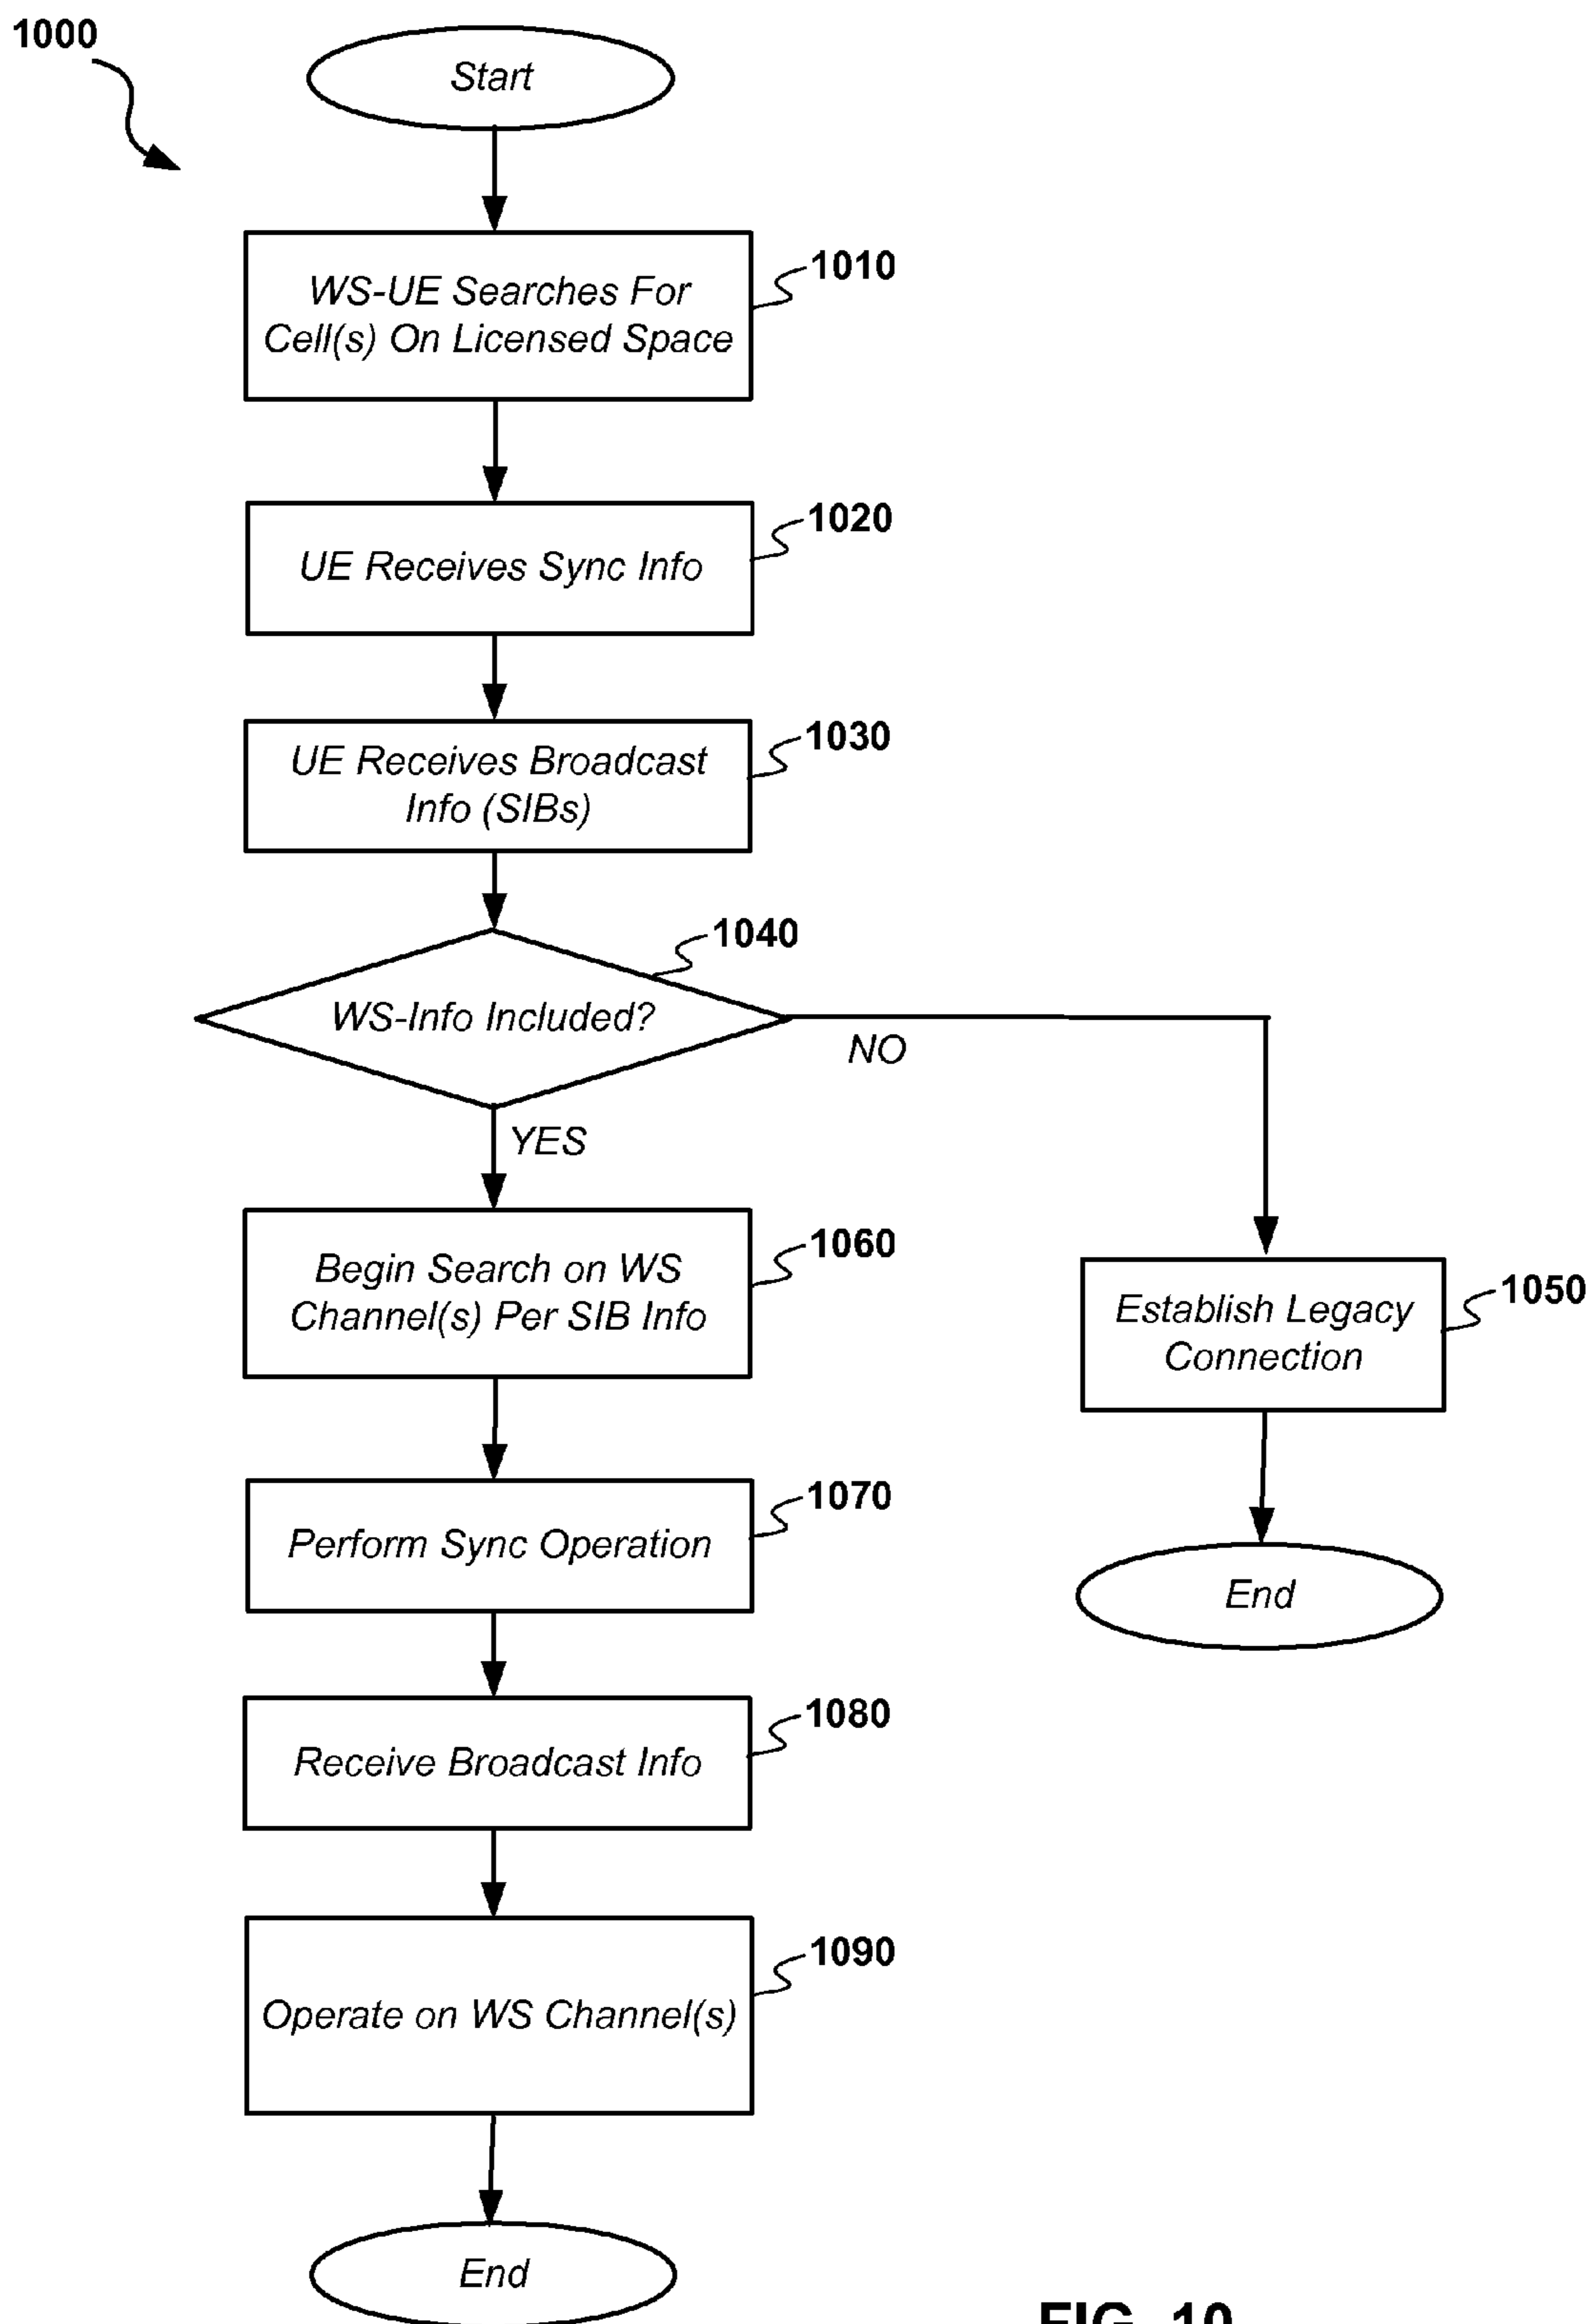 1000
Start
WS-UE Searches For
Cell(s) On Licensed Space
1010
UE Receives Sync Info
1020
UE Receives Broadcast
Info (SIBs)
1030
WS-Info Included?
1040
NO
YES
Begin Search on WS
Channel(s) Per SIB Info
1060
Establish Legacy
Connection
1050
Perform Sync Operation
1070
End
Receive Broadcast Info
1080
Operate on WS Channel(s)
1090
End
FIG. 10